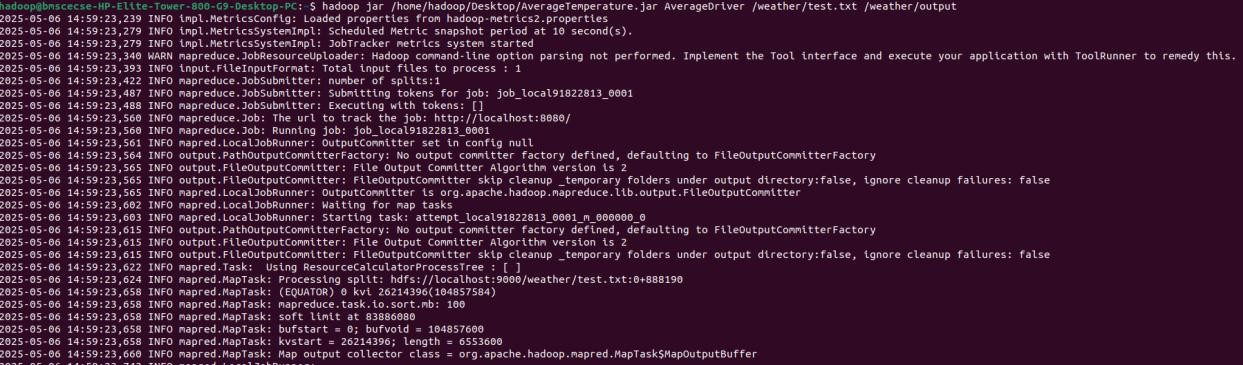 hadoop@bmscecse-HP-Elite-Tower-800-G9-Desktop-PC:~$ hadoop jar /home/hadoop/Desktop/AverageTemperature.jar AverageDriver /weather/test.txt /weather/output
2025-05-06 14:59:23,239 INFO impl.MetricsConfig: Loaded properties from hadoop-metrics2.properties
2025-05-06 14:59:23,279 INFO impl.MetricsSystemImpl: Scheduled Metric snapshot period at 10 second(s).
2025-05-06 14:59:23,279 INFO impl.MetricsSystemImpl: JobTracker metrics system started
2025-05-06 14:59:23,340 WARN mapreduce.JobResourceUploader: Hadoop command-line option parsing not performed. Implement the Tool interface and execute your application with ToolRunner to remedy this.
2025-05-06 14:59:23,393 INFO input.FileInputFormat: Total input files to process : 1
2025-05-06 14:59:23,422 INFO mapreduce.JobSubmitter: number of splits:1
2025-05-06 14:59:23,487 INFO mapreduce.JobSubmitter: Submitting tokens for job: job_local91822813_0001
2025-05-06 14:59:23,488 INFO mapreduce.JobSubmitter: Executing with tokens: []
2025-05-06 14:59:23,560 INFO mapreduce.Job: The url to track the job: http://localhost:8080/
2025-05-06 14:59:23,560 INFO mapreduce.Job: Running job: job_local91822813_0001
2025-05-06 14:59:23,561 INFO mapred.LocalJobRunner: OutputCommitter set in config null
2025-05-06 14:59:23,564 INFO output.PathOutputCommitterFactory: No output committer factory defined, defaulting to FileOutputCommitterFactory
2025-05-06 14:59:23,565 INFO output.FileOutputCommitter: File Output Committer Algorithm version is 2
2025-05-06 14:59:23,565 INFO output.FileOutputCommitter: FileOutputCommitter skip cleanup _temporary folders under output directory:false, ignore cleanup failures: false
2025-05-06 14:59:23,565 INFO mapred.LocalJobRunner: OutputCommitter is org.apache.hadoop.mapreduce.lib.output.FileOutputCommitter
2025-05-06 14:59:23,602 INFO mapred.LocalJobRunner: Waiting for map tasks
2025-05-06 14:59:23,603 INFO mapred.LocalJobRunner: Starting task: attempt_local91822813_0001_m_000000_0
2025-05-06 14:59:23,615 INFO output.PathOutputCommitterFactory: No output committer factory defined, defaulting to FileOutputCommitterFactory
2025-05-06 14:59:23,615 INFO output.FileOutputCommitter: File Output Committer Algorithm version is 2
2025-05-06 14:59:23,615 INFO output.FileOutputCommitter: FileOutputCommitter skip cleanup _temporary folders under output directory:false, ignore cleanup failures: false
2025-05-06 14:59:23,622 INFO mapred.Task:  Using ResourceCalculatorProcessTree : [ ]
2025-05-06 14:59:23,624 INFO mapred.MapTask: Processing split: hdfs://localhost:9000/weather/test.txt:0+888190
2025-05-06 14:59:23,658 INFO mapred.MapTask: (EQUATOR) 0 kvi 26214396(104857584)
2025-05-06 14:59:23,658 INFO mapred.MapTask: mapreduce.task.io.sort.mb: 100
2025-05-06 14:59:23,658 INFO mapred.MapTask: soft limit at 83886080
2025-05-06 14:59:23,658 INFO mapred.MapTask: bufstart = 0; bufvoid = 104857600
2025-05-06 14:59:23,658 INFO mapred.MapTask: kvstart = 26214396; length = 6553600
2025-05-06 14:59:23,660 INFO mapred.MapTask: Map output collector class = org.apache.hadoop.mapred.MapTask$MapOutputBuffer